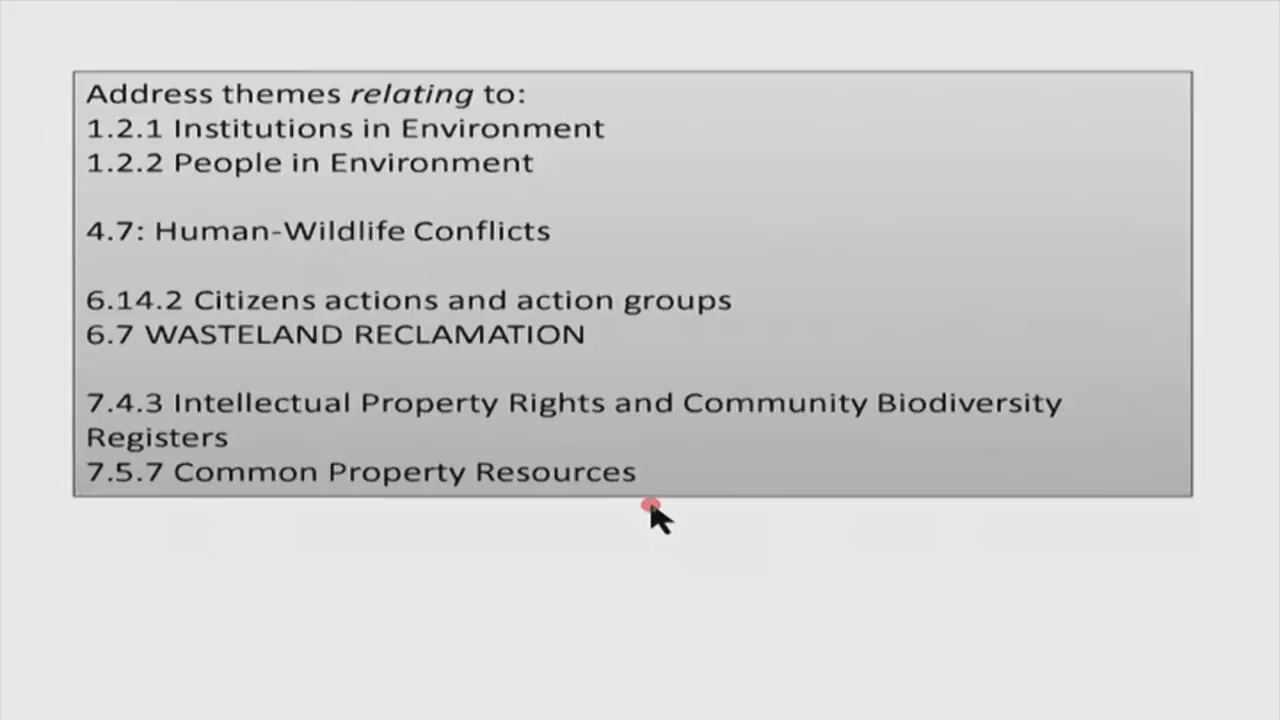 Address themes relating to:
1.2.1 Institutions in Environment
1.2.2 People in Environment
4.7: Human-Wildlife Conflicts
6.14.2 Citizens actions and action groups
6.7 WASTELAND RECLAMATION
7.4.3 Intellectual Property Rights and Community Biodiversity
Registers
7.5.7 Common Property Resources